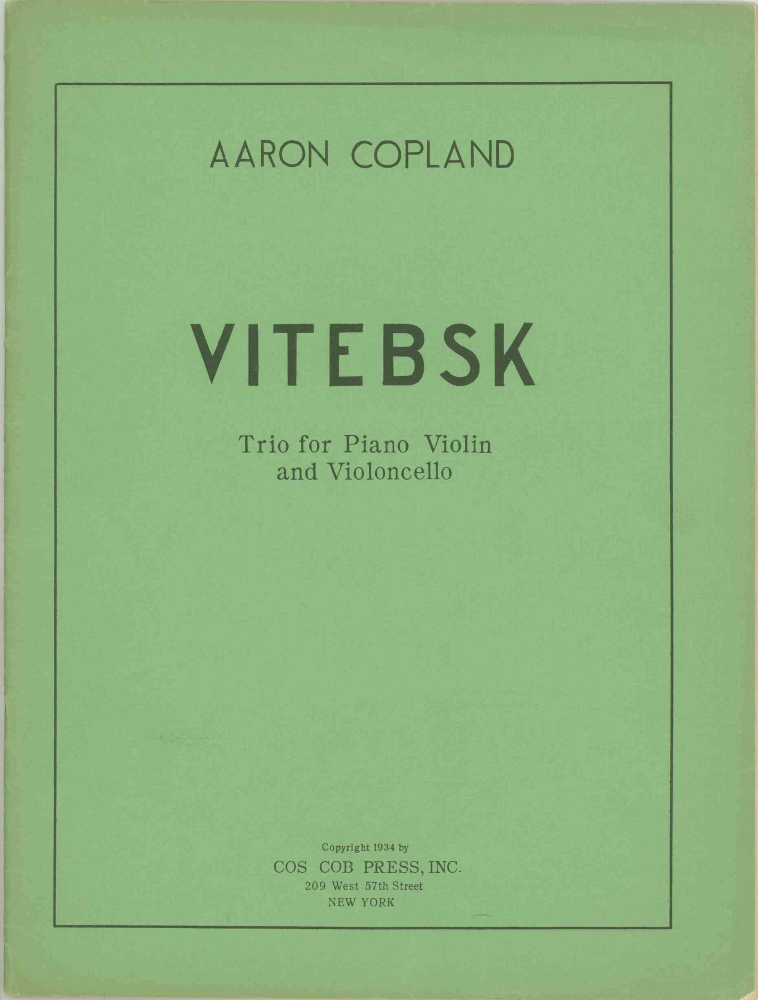 AARON COPLAND
VITEBSK
Trio for Piano Violin
and Violoncello
Copyright 1934 by
COS COB PRESS, INC.
209 West 57th Street
NEW YORK